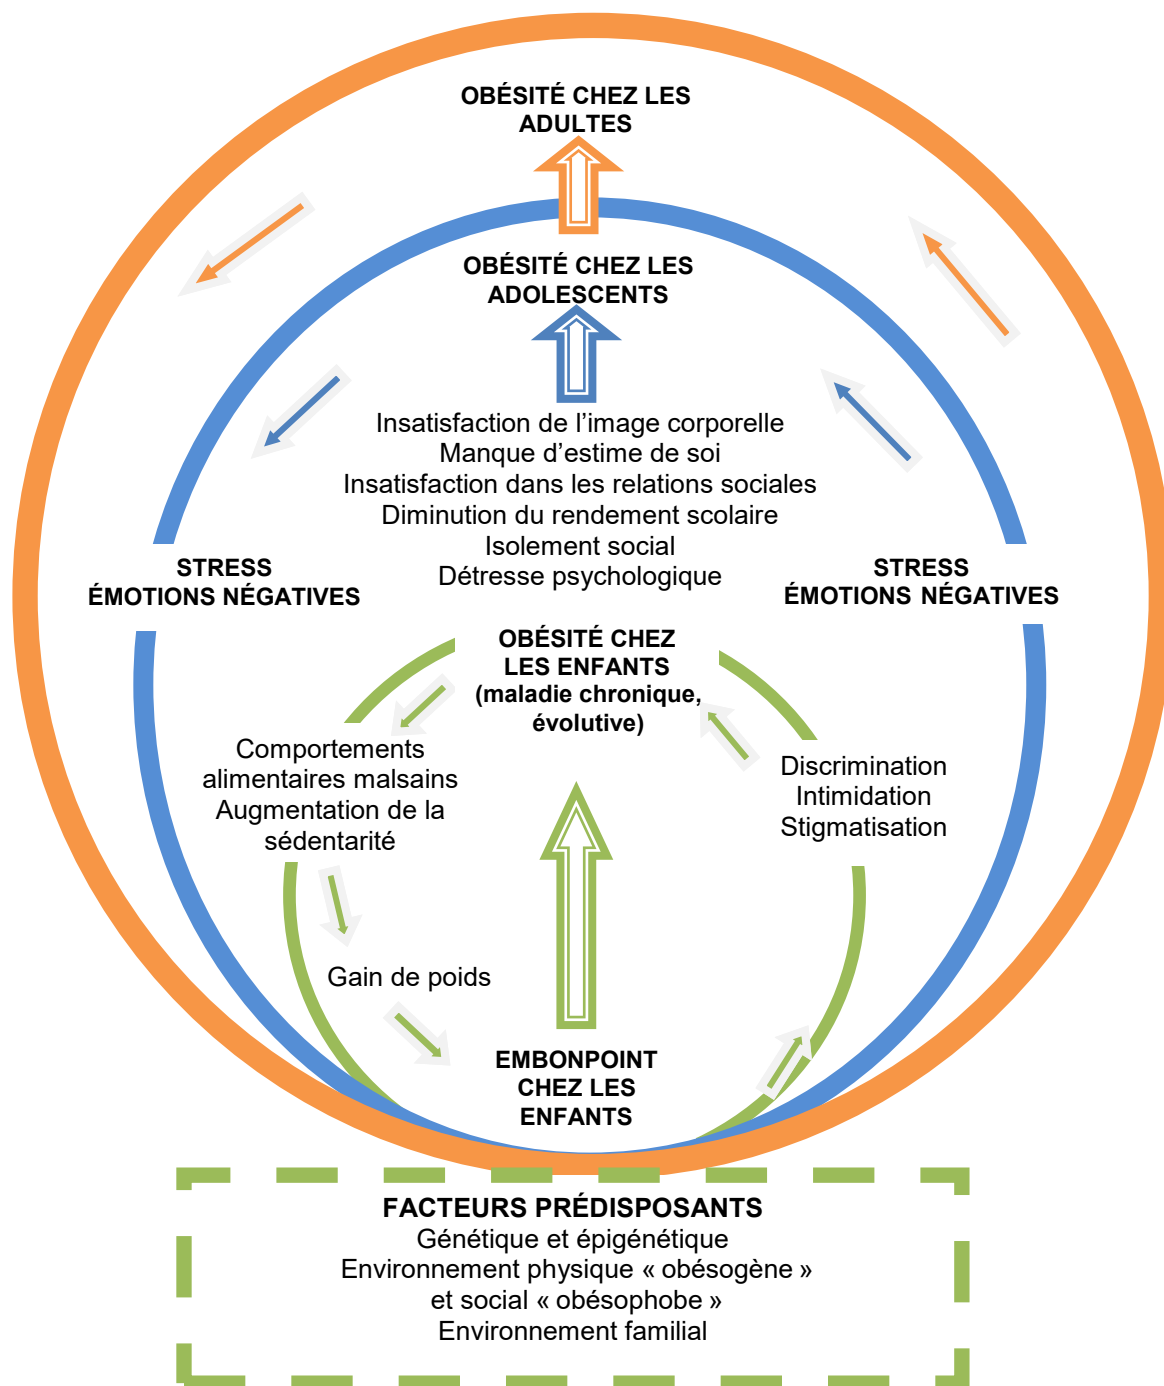 OBÉSITÉ CHEZ LES
ADULTES
OBÉSITÉ CHEZ LES
ADOLESCENTS
Insatisfaction de l’image corporelle
Manque d’estime de soi
Insatisfaction dans les relations sociales
Diminution du rendement scolaire
Isolement social
Détresse psychologique
STRESS
ÉMOTIONS NÉGATIVES
STRESS
ÉMOTIONS NÉGATIVES
OBÉSITÉ CHEZ
LES ENFANTS
(maladie chronique,
évolutive)
Comportements
alimentaires malsains
Augmentation de la
sédentarité
Discrimination
Intimidation
Stigmatisation
Gain de poids
EMBONPOINT
CHEZ LES
ENFANTS
FACTEURS PRÉDISPOSANTS
Génétique et épigénétique
Environnement physique « obésogène »
et social « obésophobe »
Environnement familial